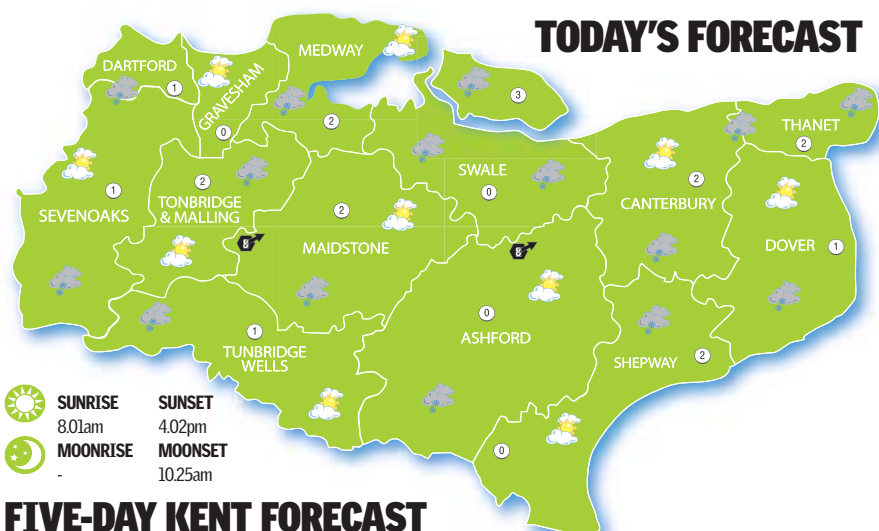 TODAY'S FORECAST
MEDWAY
DARTFORD
1
GRAVESHAM
0
2
3
THANET
2
SWALE
0
SEVENOAKS
1
2
TONBRIDGE
& MALLING
2
MAIDSTONE
8
8
2
CANTERBURY
DOVER
1
0
ASHFORD
1
TUNBRIDGE
WELLS
SHEPWAY
2
0
SUNRISE SUNSET
8.01am 4.02pm
MOONRISE MOONSET
- 10.25am
FIVE-DAY KENT FORECAST